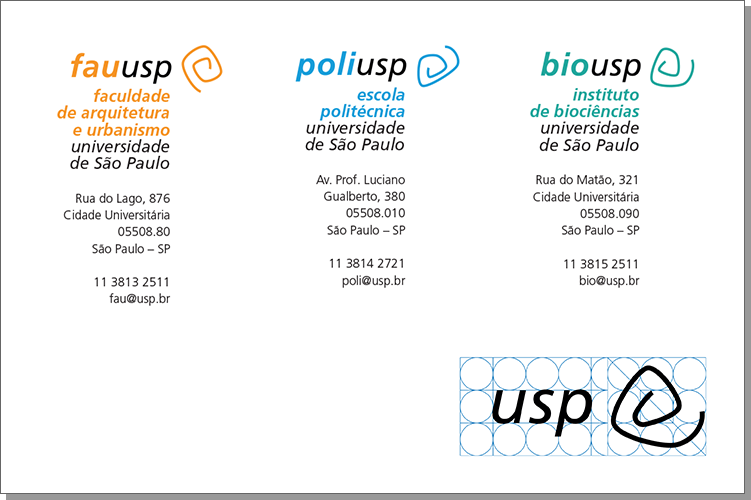 fauusp
faculdade
de arquitetura
e urbanismo
universidade
de São Paulo
Rua do Lago, 876
Cidade Universitária
05508.80
São Paulo – SP
11 3813 2511
fau@usp.br
poliusp
escola
politécnica
universidade
de São Paulo
Av. Prof. Luciano
Gualberto, 380
05508.010
São Paulo – SP
11 3814 2721
poli@usp.br
biousp
instituto
de biociências
universidade
de São Paulo
Rua do Matão, 321
Cidade Universitária
05508.090
São Paulo – SP
11 3815 2511
bio@usp.br
usp